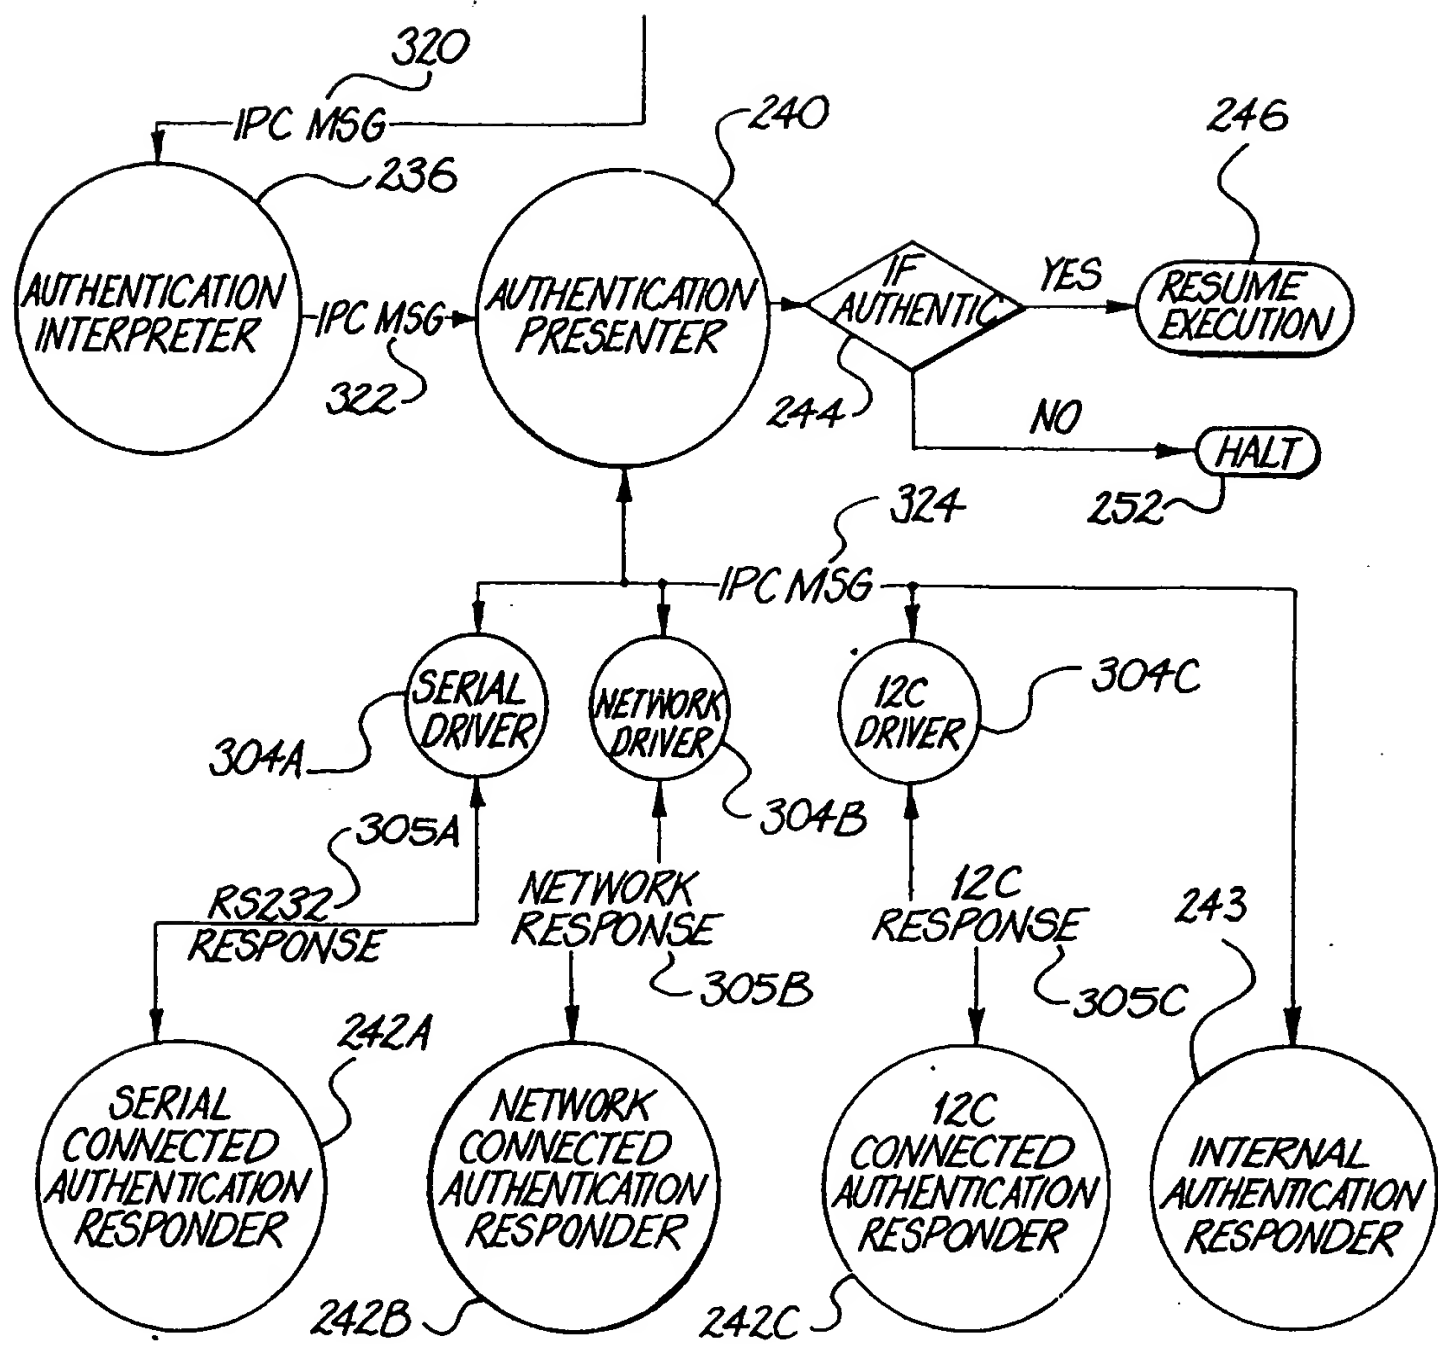 320
IPC MSG
240
246
236
AUTHENTICATION
INTERPRETER
IPC MSG
322
AUTHENTICATION
PRESENTER
IF
AUTHENTIC
244
YES
RESUME
EXECUTION
NO
HALT
252
324
IPC MSG
SERIAL
DRIVER
304A
NETWORK
DRIVER
304B
12C
DRIVER
304C
305A
RS232
RESPONSE
NETWORK
RESPONSE
305B
12C
RESPONSE
305C
243
242A
SERIAL
CONNECTED
AUTHENTICATION
RESPONDER
NETWORK
CONNECTED
AUTHENTICATION
RESPONDER
242B
12C
CONNECTED
AUTHENTICATION
RESPONDER
242C
INTERNAL
AUTHENTICATION
RESPONDER